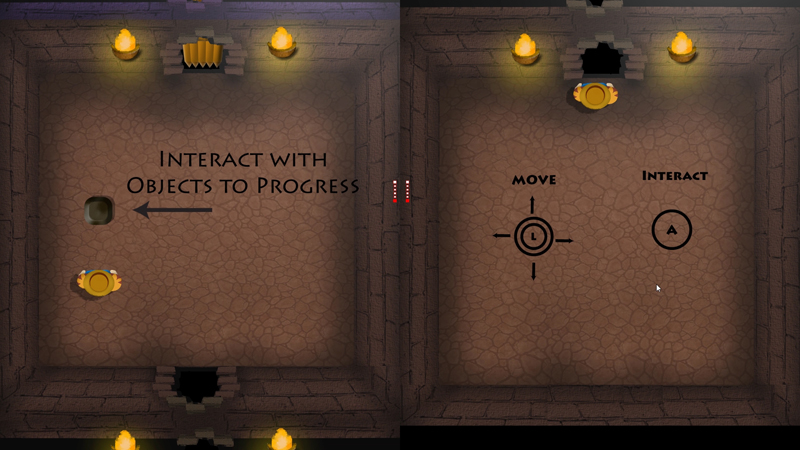 Interact with
Objects to Progress
MOVE
Interact
L
A